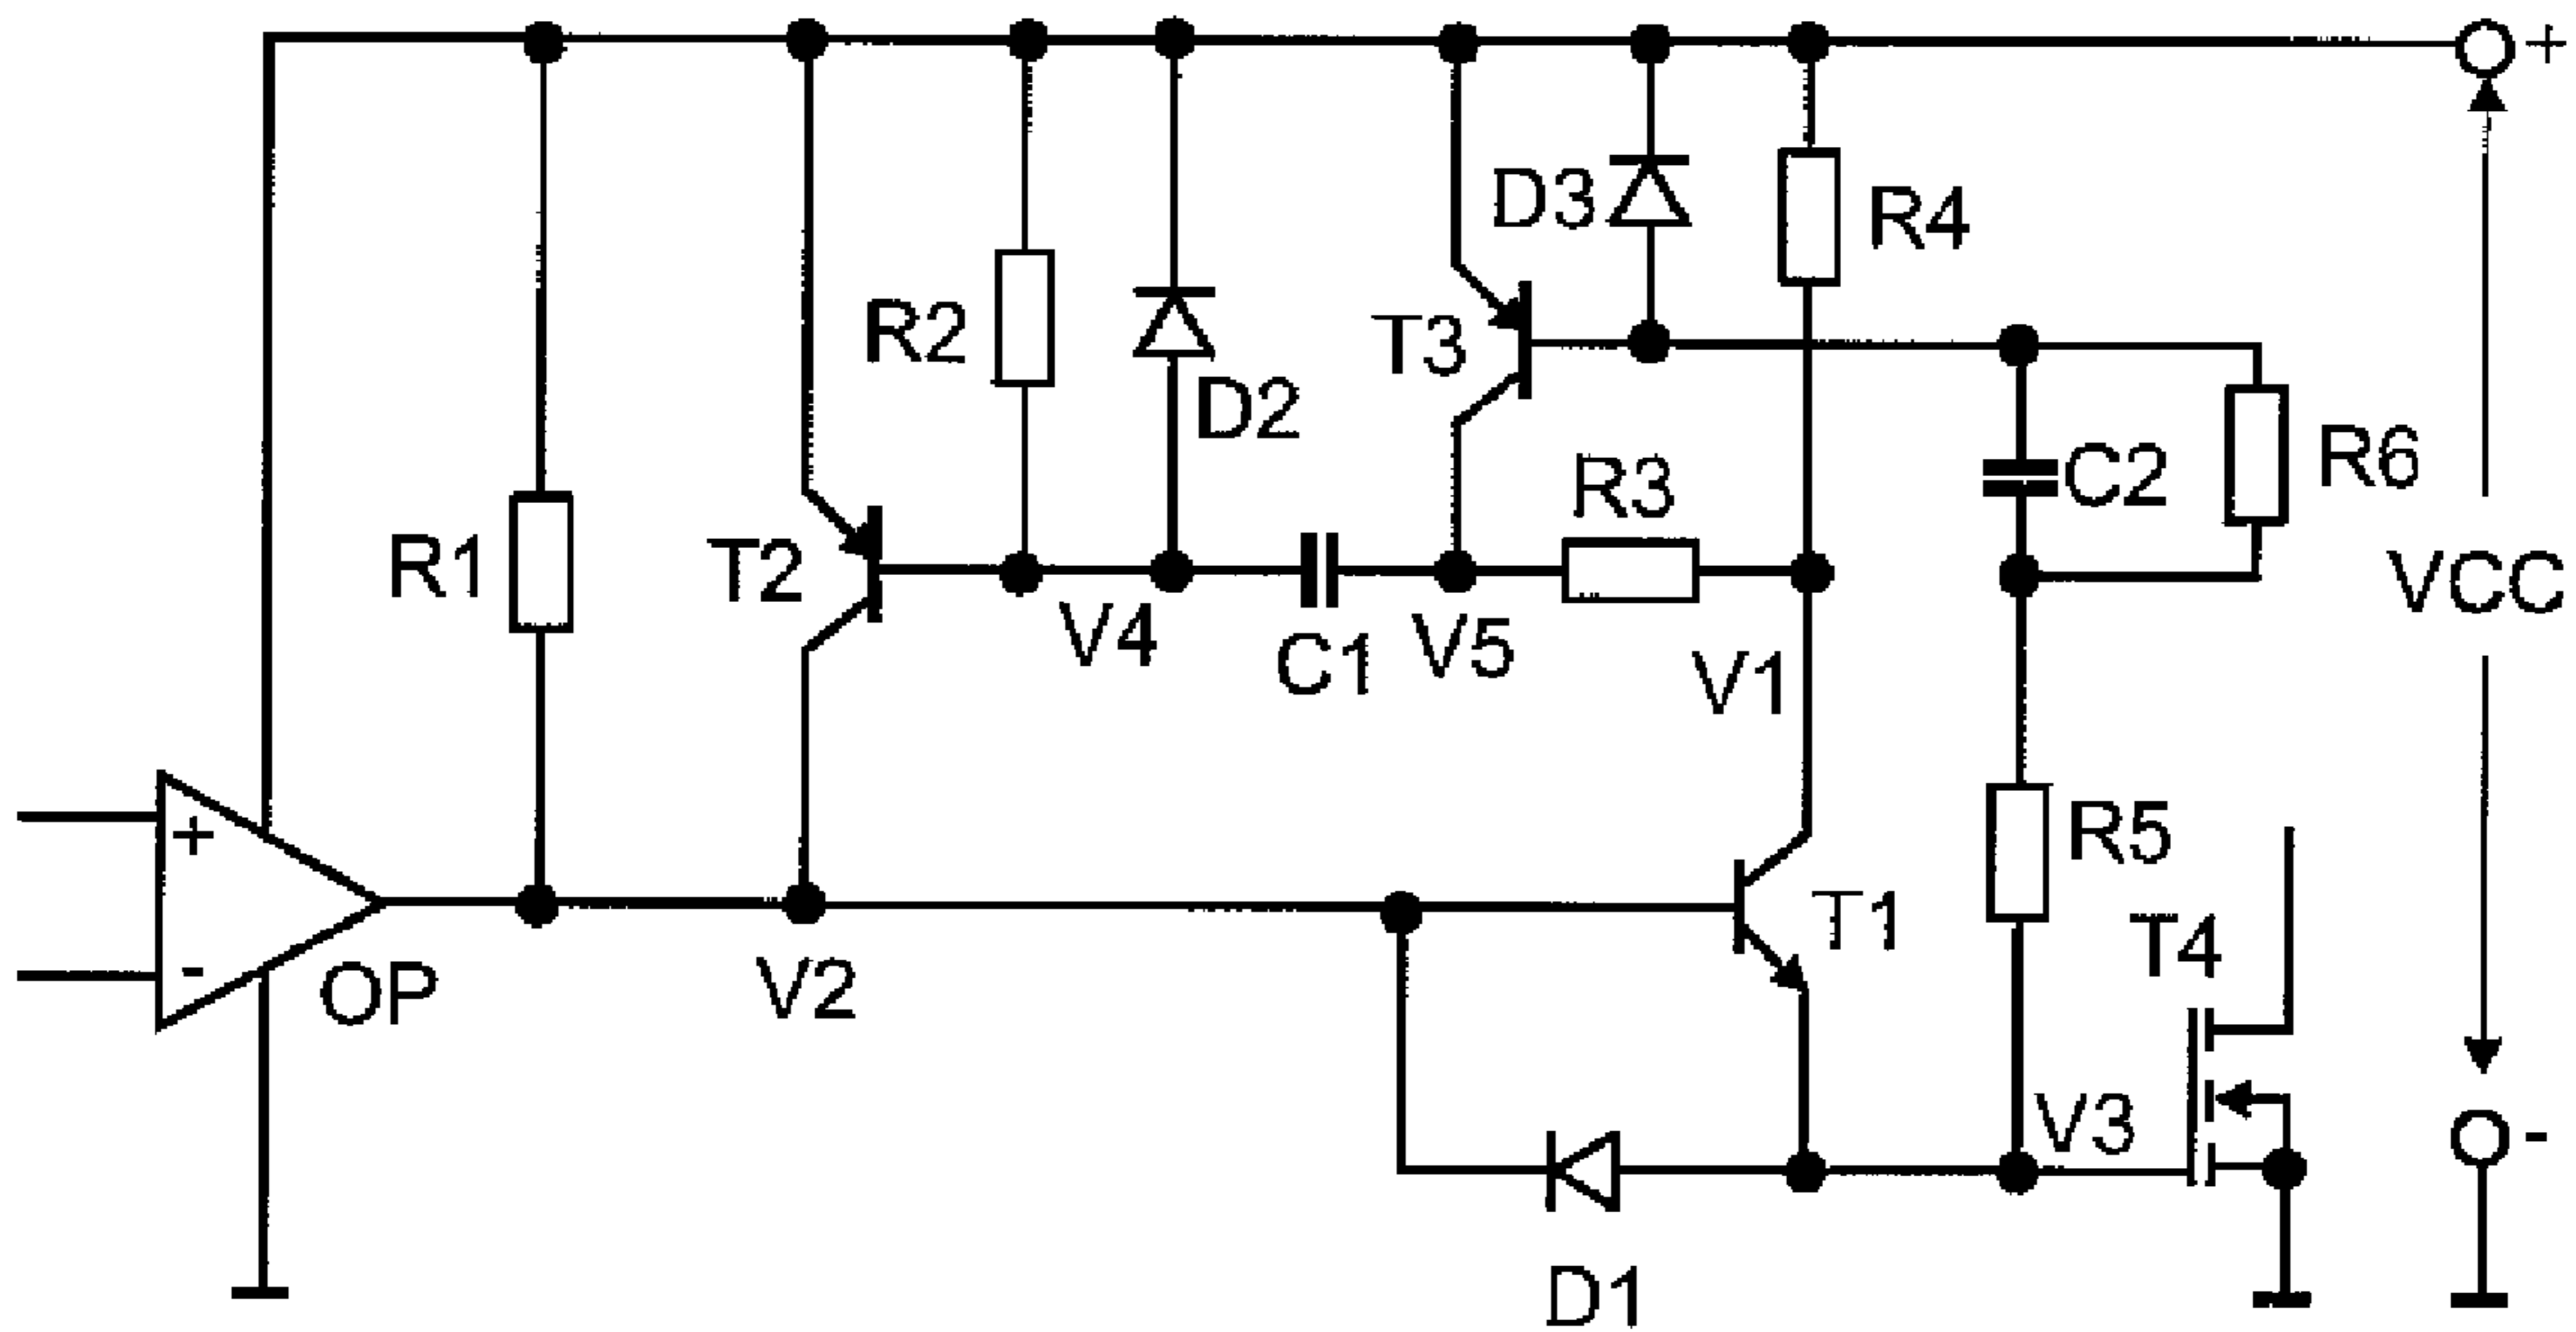 +
D3
R4
R2
T3
D2
R3
C2
R6
R1
T2
VCC
V4
C1
V5
V1
+
R5
T1
T4
-
OP
V2
V3
-
D1